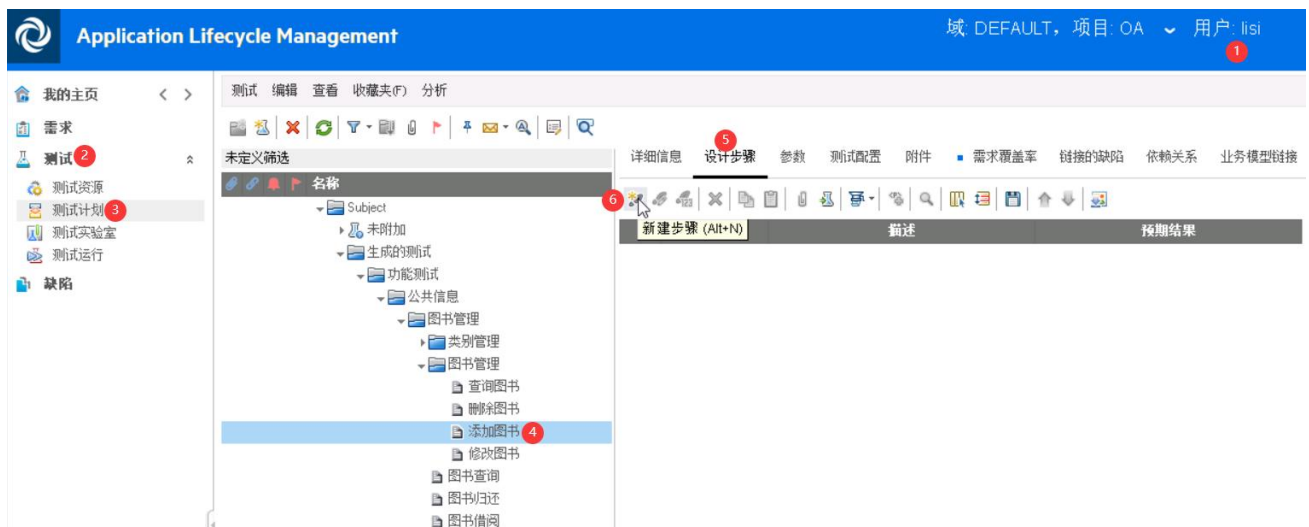 Application Lifecycle Management
域: DEFAULT，项目: OA 用户: lisi
1
我的主页
需求
测试 2
测试资源
测试计划 3
测试实验室
测试运行
缺陷
测试 编辑 查看 收藏夹(F) 分析
未定义筛选
名称
Subject
未附加
生成的测试
功能测试
公共信息
图书管理
类别管理
图书管理
查询图书
删除图书
添加图书 4
修改图书
图书查询
图书归还
图书借阅
5
详细信息 设计步骤 参数 测试配置 附件 需求覆盖率 链接的缺陷 依赖关系 业务模型链接
6
新建步骤 (Alt+N)
描述 预期结果